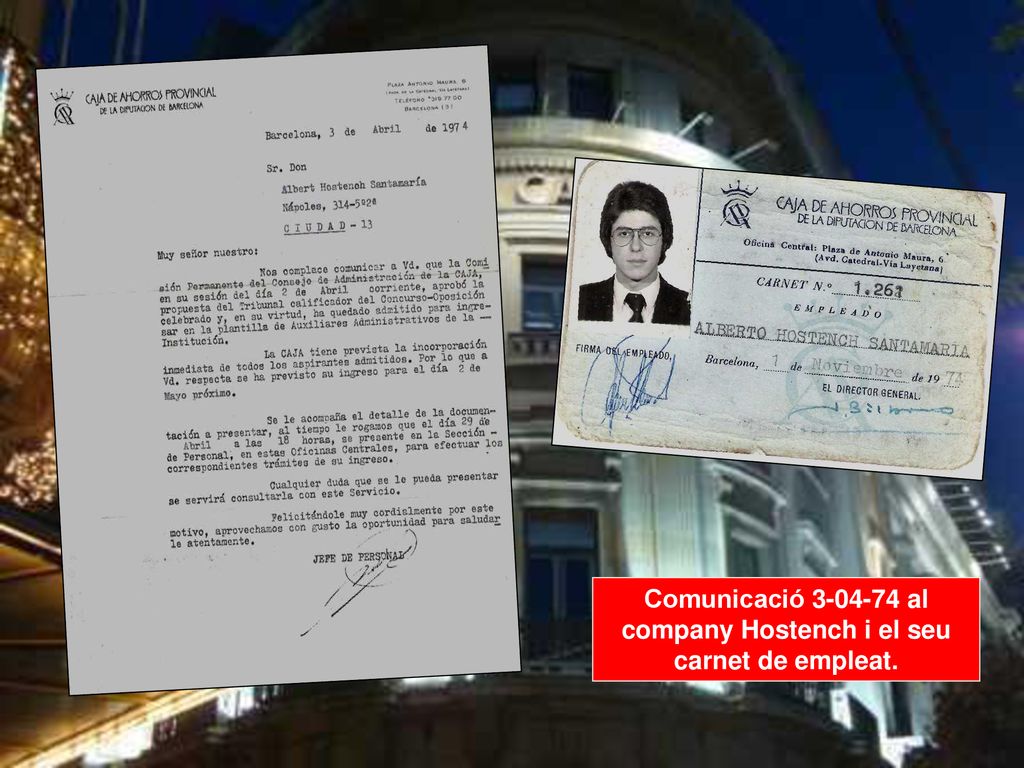 CAJA DE AHORROS PROVINCIAL
DE LA DIPUTACION DE BARCELONA
PLAZA ANTONIO MAURA, 6
(AVDA. DE LA CATEDRAL-VIA LAYETANA)
TELÉFONO *319 77 00
BARCELONA (3)
Barcelona, 3 de Abril de 1974
Sr. Don
Albert Hostench Santamaría
Nápoles, 314-5º2ª
CIUDAD - 13
Muy señor nuestro:
Nos complace comunicar a Vd. que la Comi
sión Permanente del Consejo de Administración de la CAJA,
en su sesión del día 2 de Abril corriente, aprobó la
propuesta del Tribunal calificador del Concurso-Oposición
celebrado y, en su virtud, ha quedado admitido para ingre-
sar en la plantilla de Auxiliares Administrativos de la --
Institución.
La CAJA tiene prevista la incorporación
inmediata de todos los aspirantes admitidos. Por lo que a
Vd. respecta se ha previsto su ingreso para el día 2 de
Mayo próximo.
Se le acompaña el detalle de la documen-
tación a presentar, al tiempo le rogamos que el día 29 de
Abril a las 18 horas, se presente en la Sección -
de Personal, en estas Oficinas Centrales, para efectuar los
correspondientes trámites de su ingreso.
Cualquier duda que se le pueda presentar
se servirá consultarla con este Servicio.
Felicitándole muy cordialmente por este
motivo, aprovechamos con gusto la oportunidad para saludar
le atentamente.
JEFE DE PERSONAL
CAJA DE AHORROS PROVINCIAL
DE LA DIPUTACION DE BARCELONA
Oficina Central: Plaza de Antonio Maura, 6
(Avd. Catedral-Vía Layetana)
CARNET N.º 1.261
EMPLEADO
ALBERTO HOSTENCH SANTAMARIA
Barcelona, 1 de Noviembre de 1974
EL DIRECTOR GENERAL,
FIRMA DEL EMPLEADO,
Comunicació 3-04-74 al
company Hostench i el seu
carnet de empleat.